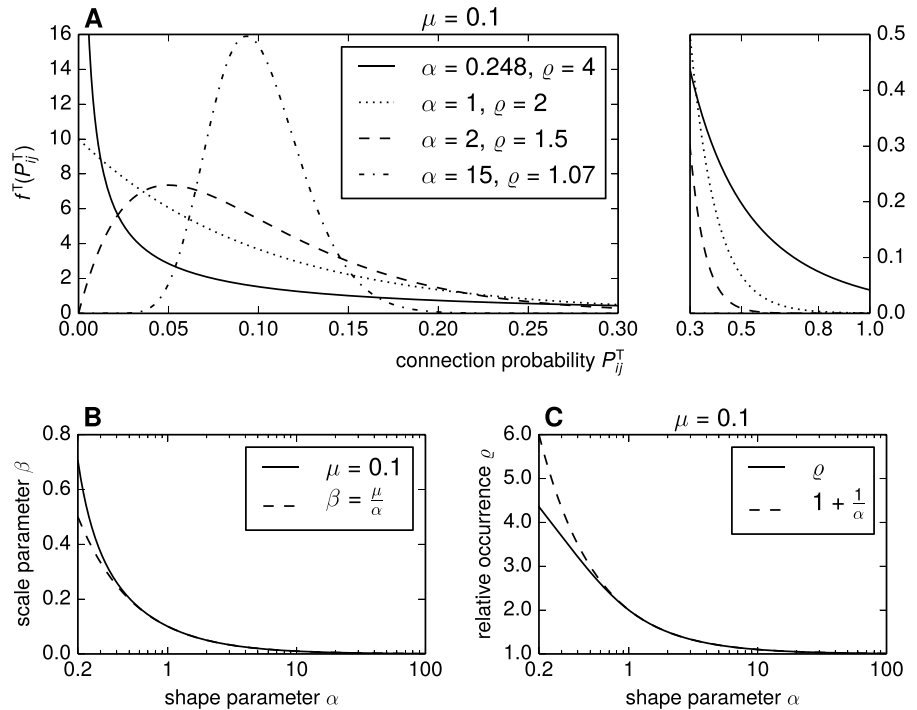 A
μ = 0.1
16
14
12
10
8
6
4
2
0
f^T(P_ij^T)
α = 0.248, ϱ = 4
α = 1, ϱ = 2
α = 2, ϱ = 1.5
α = 15, ϱ = 1.07
0.00 0.05 0.10 0.15 0.20 0.25 0.30
connection probability P_ij^T
0.5
0.4
0.3
0.2
0.1
0.0
0.3 0.5 0.8 1.0
B
0.8
0.6
0.4
0.2
0.0
scale parameter β
μ = 0.1
β = μ/α
0.2 1 10 100
shape parameter α
C
μ = 0.1
6.0
5.0
4.0
3.0
2.0
1.0
relative occurrence ϱ
ϱ
1 + 1/α
0.2 1 10 100
shape parameter α